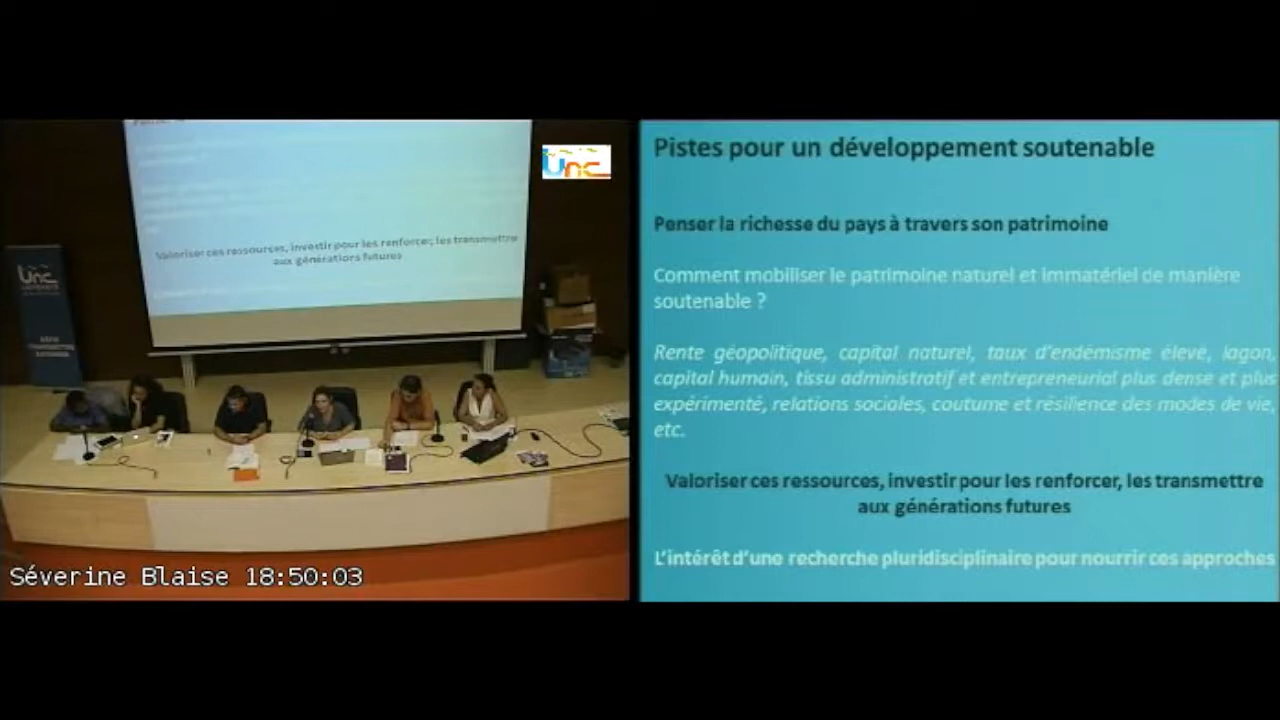 Valoriser ces ressources, investir pour les renforcer, les transmettre
aux générations futures
Unc
Unc
Séverine Blaise 18:50:03
Pistes pour un développement soutenable
Penser la richesse du pays à travers son patrimoine
Comment mobiliser le patrimoine naturel et immatériel de manière
soutenable ?
Rente géopolitique, capital naturel, taux d'endémisme élevé, lagon,
capital humain, tissu administratif et entrepreneurial plus dense et plus
expérimenté, relations sociales, coutume et résilience des modes de vie,
etc.
Valoriser ces ressources, investir pour les renforcer, les transmettre
aux générations futures
L'intérêt d'une recherche pluridisciplinaire pour nourrir ces approches